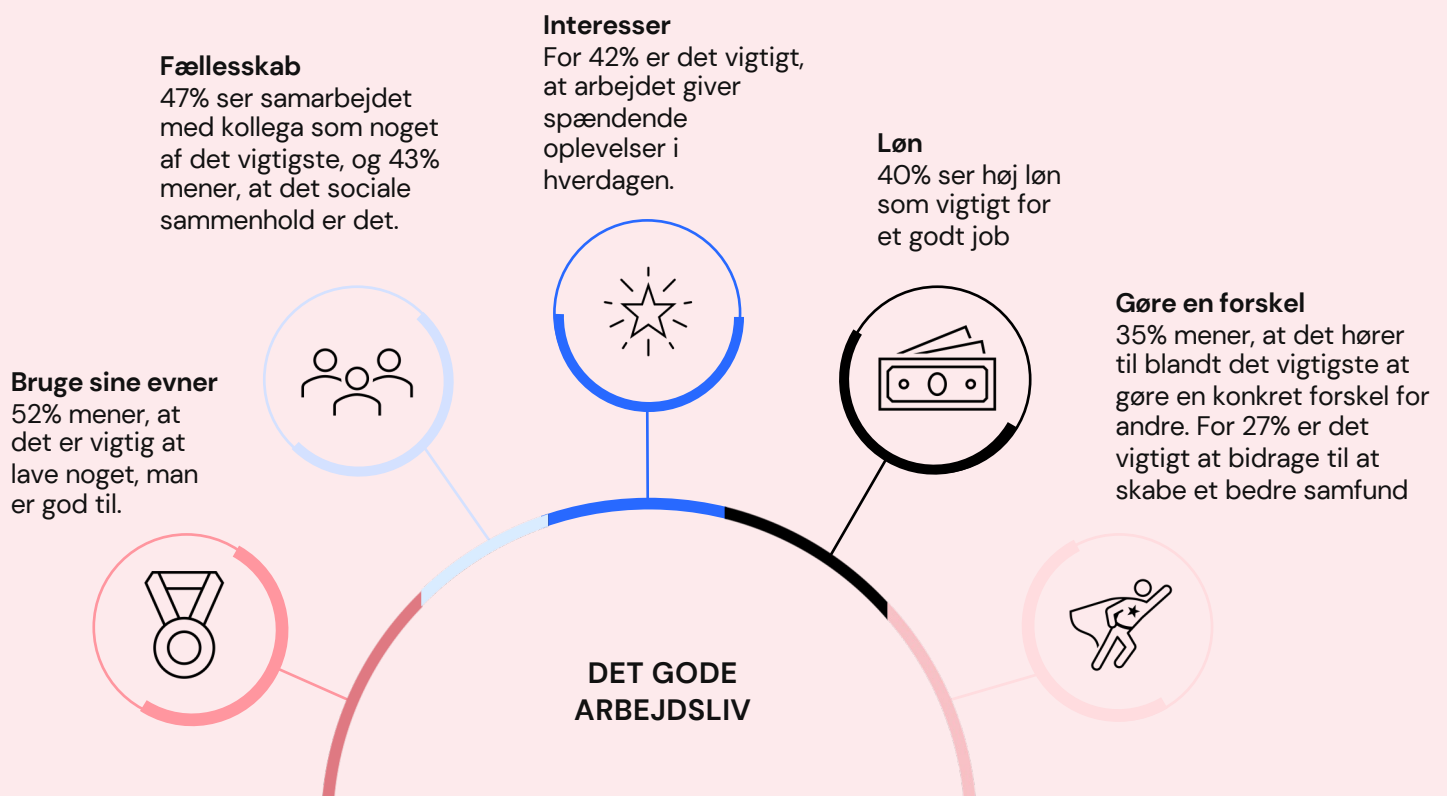 Bruge sine evner
52% mener, at
det er vigtig at
lave noget, man
er god til.
Fællesskab
47% ser samarbejdet
med kollega som noget
af det vigtigste, og 43%
mener, at det sociale
sammenhold er det.
Interesser
For 42% er det vigtigt,
at arbejdet giver
spændende
oplevelser i
hverdagen.
Løn
40% ser høj løn
som vigtigt for
et godt job
Gøre en forskel
35% mener, at det hører
til blandt det vigtigste at
gøre en konkret forskel for
andre. For 27% er det
vigtigt at bidrage til at
skabe et bedre samfund
DET GODE
ARBEJDSLIV